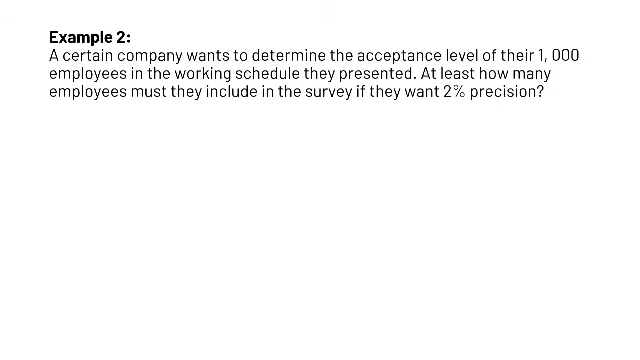 Example 2:
A certain company wants to determine the acceptance level of their 1, 000
employees in the working schedule they presented. At least how many
employees must they include in the survey if they want 2% precision?